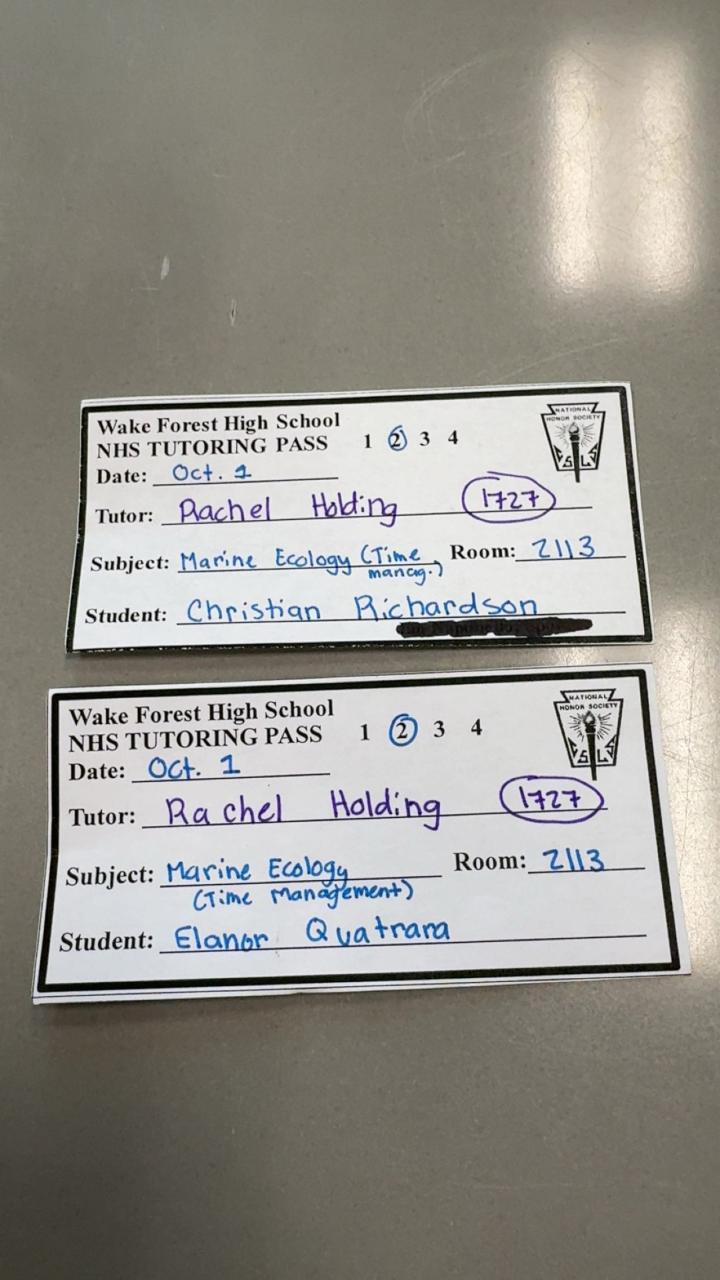 Wake Forest High School
NHS TUTORING PASS 1 2 3 4
NATIONAL
HONOR SOCIETY
S L
Date: Oct. 1
Tutor: Rachel Holding 1727
Subject: Marine Ecology (Time Room: 2113
manag.)
Student: Christian Richardson
Wake Forest High School
NHS TUTORING PASS 1 2 3 4
NATIONAL
HONOR SOCIETY
S L
Date: Oct. 1
Tutor: Rachel Holding 1727
Subject: Marine Ecology Room: 2113
(Time Management)
Student: Elanor Quatrara